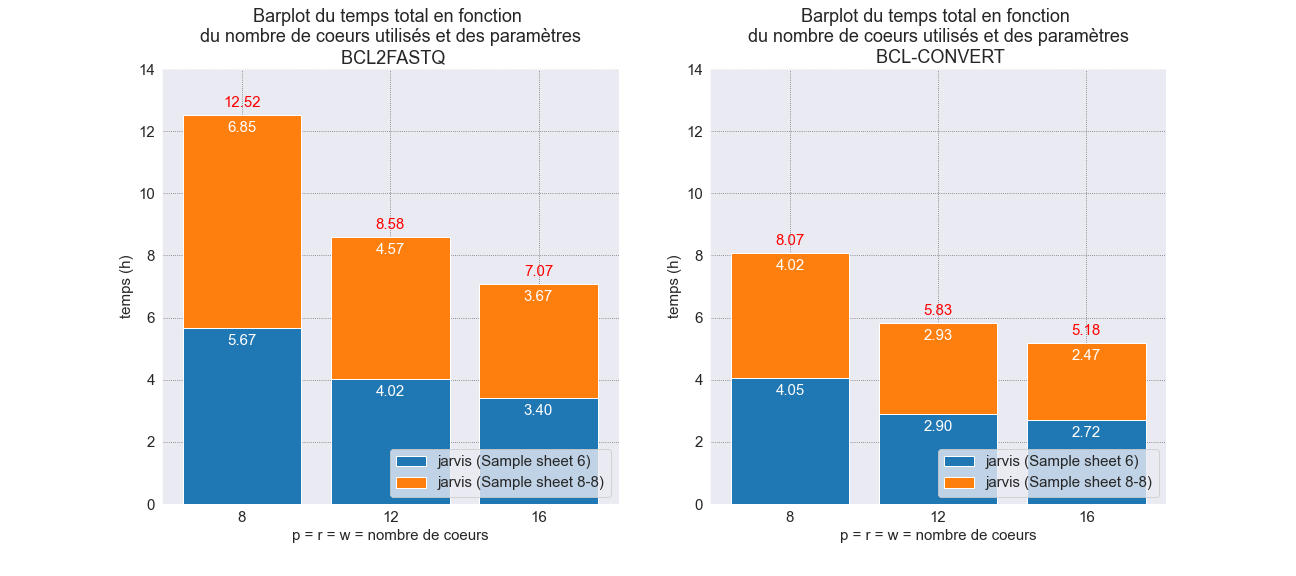 Barplot du temps total en fonction
du nombre de coeurs utilisés et des paramètres
BCL2FASTQ
14
12
10
8
6
4
2
0
temps (h)
12.52
6.85
5.67
8.58
4.57
4.02
7.07
3.67
3.40
jarvis (Sample sheet 6)
jarvis (Sample sheet 8-8)
8
12
16
p = r = w = nombre de coeurs
Barplot du temps total en fonction
du nombre de coeurs utilisés et des paramètres
BCL-CONVERT
14
12
10
8
6
4
2
0
temps (h)
8.07
4.02
4.05
5.83
2.93
2.90
5.18
2.47
2.72
jarvis (Sample sheet 6)
jarvis (Sample sheet 8-8)
8
12
16
p = r = w = nombre de coeurs